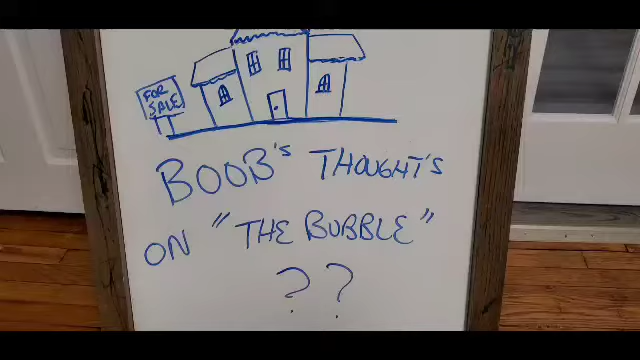 FOR
SALE
BOOB's THOUGHT'S
ON "THE BUBBLE"
??